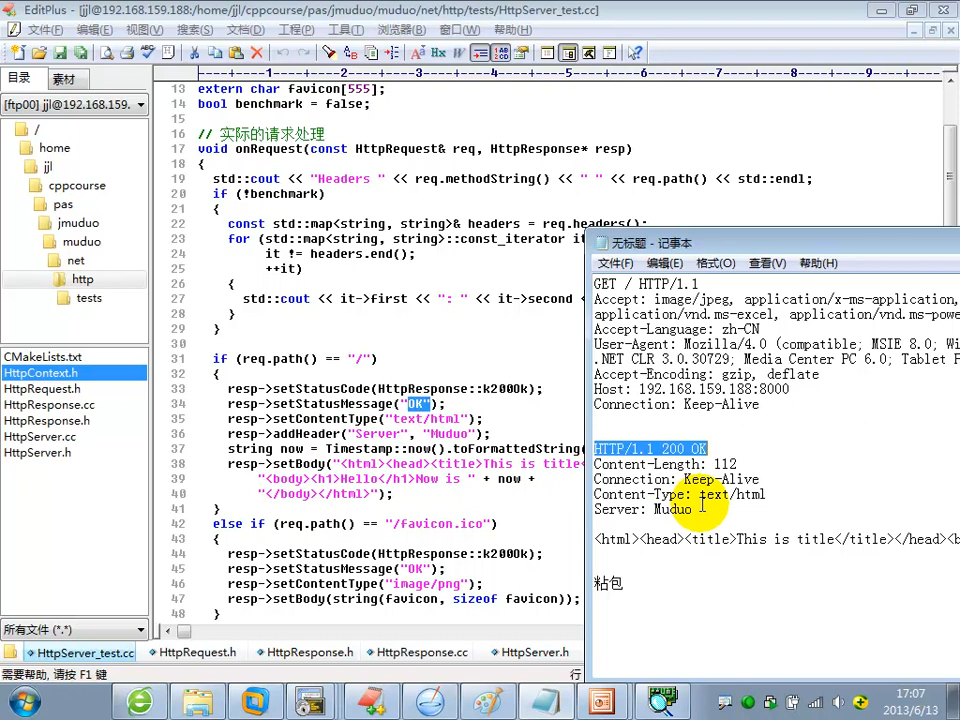 EditPlus - [jjl@192.168.159.188:/home/jjl/cppcourse/pas/jmuduo/muduo/net/http/tests/HttpServer_test.cc]
文件(F) 编辑(E) 视图(V) 搜索(S) 文档(D) 工程(P) 工具(T) 浏览器(B) 窗口(W) 帮助(H)
目录 素材
[ftp00] jjl@192.168.159.
/
home
jjl
cppcourse
pas
jmuduo
muduo
net
http
tests
CMakeLists.txt
HttpContext.h
HttpRequest.h
HttpResponse.cc
HttpResponse.h
HttpServer.cc
HttpServer.h
所有文件 (*.*)
----+----1----+----2----+----3----+----4----+----5----+----6----+----7----+----8----+----9----+--
13 extern char favicon[555];
14 bool benchmark = false;
15
16 // 实际的请求处理
17 void onRequest(const HttpRequest& req, HttpResponse* resp)
18 {
19 std::cout << "Headers " << req.methodString() << " " << req.path() << std::endl;
20 if (!benchmark)
21 {
22 const std::map<string, string>& headers = req.headers();
23 for (std::map<string, string>::const_iterator it
24 it != headers.end();
25 ++it)
26 {
27 std::cout << it->first << ": " << it->second <
28 }
29 }
30
31 if (req.path() == "/")
32 {
33 resp->setStatusCode(HttpResponse::k200Ok);
34 resp->setStatusMessage("OK");
35 resp->setContentType("text/html");
36 resp->addHeader("Server", "Muduo");
37 string now = Timestamp::now().toFormattedString(
38 resp->setBody("<html><head><title>This is title<
39 "<body><h1>Hello</h1>Now is " + now +
40 "</body></html>");
41 }
42 else if (req.path() == "/favicon.ico")
43 {
44 resp->setStatusCode(HttpResponse::k200Ok);
45 resp->setStatusMessage("OK");
46 resp->setContentType("image/png");
47 resp->setBody(string(favicon, sizeof favicon));
48 }
无标题 - 记事本
文件(F) 编辑(E) 格式(O) 查看(V) 帮助(H)
GET / HTTP/1.1
Accept: image/jpeg, application/x-ms-application,
application/vnd.ms-excel, application/vnd.ms-powe
Accept-Language: zh-CN
User-Agent: Mozilla/4.0 (compatible; MSIE 8.0; Wi
.NET CLR 3.0.30729; Media Center PC 6.0; Tablet P
Accept-Encoding: gzip, deflate
Host: 192.168.159.188:8000
Connection: Keep-Alive
HTTP/1.1 200 OK
Content-Length: 112
Connection: Keep-Alive
Content-Type: text/html
Server: Muduo
<html><head><title>This is title</title></head><b
粘包
HttpServer_test.cc HttpRequest.h HttpResponse.h HttpResponse.cc HttpServer.h
需要帮助, 请按 F1 键
行
17:07
2013/6/13